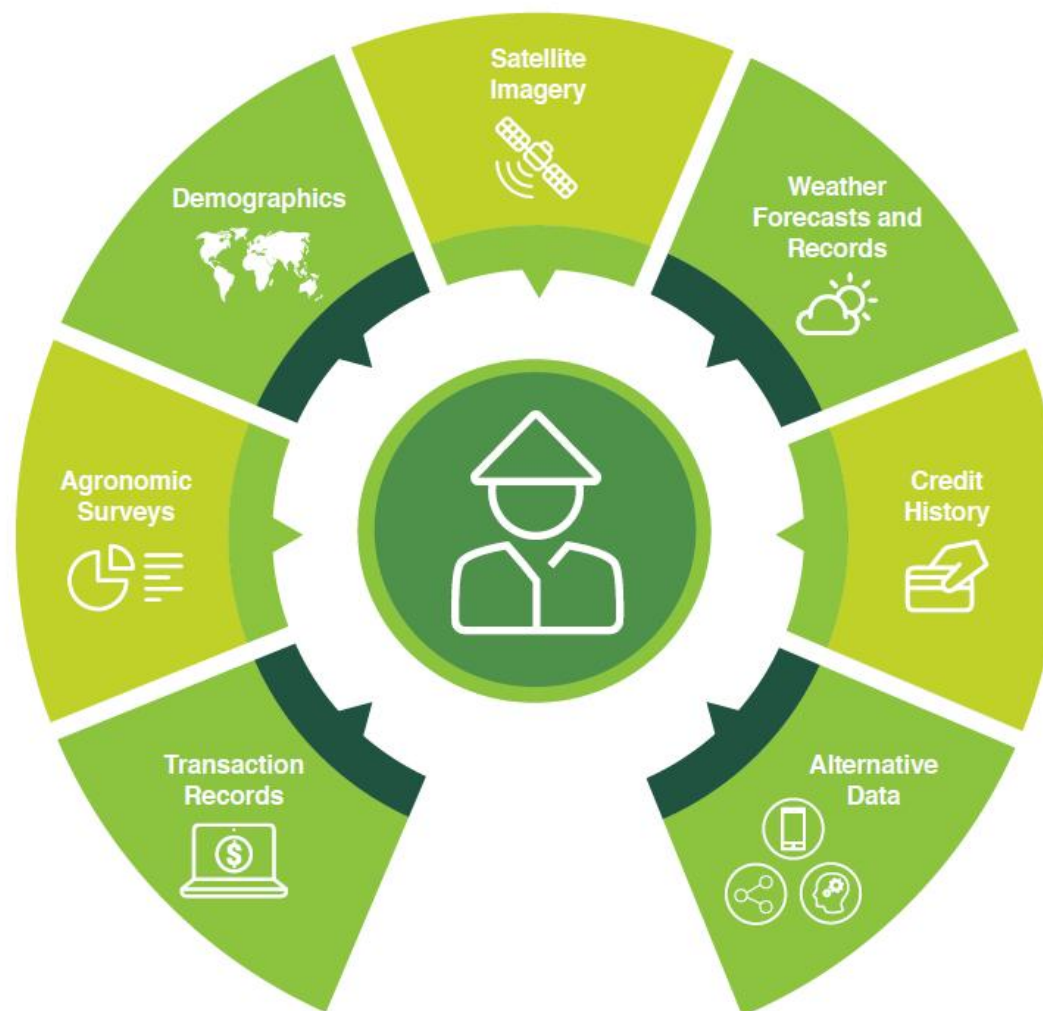 Satellite
Imagery
Weather
Forecasts and
Records
Credit
History
Alternative
Data
Transaction
Records
$
Agronomic
Surveys
Demographics